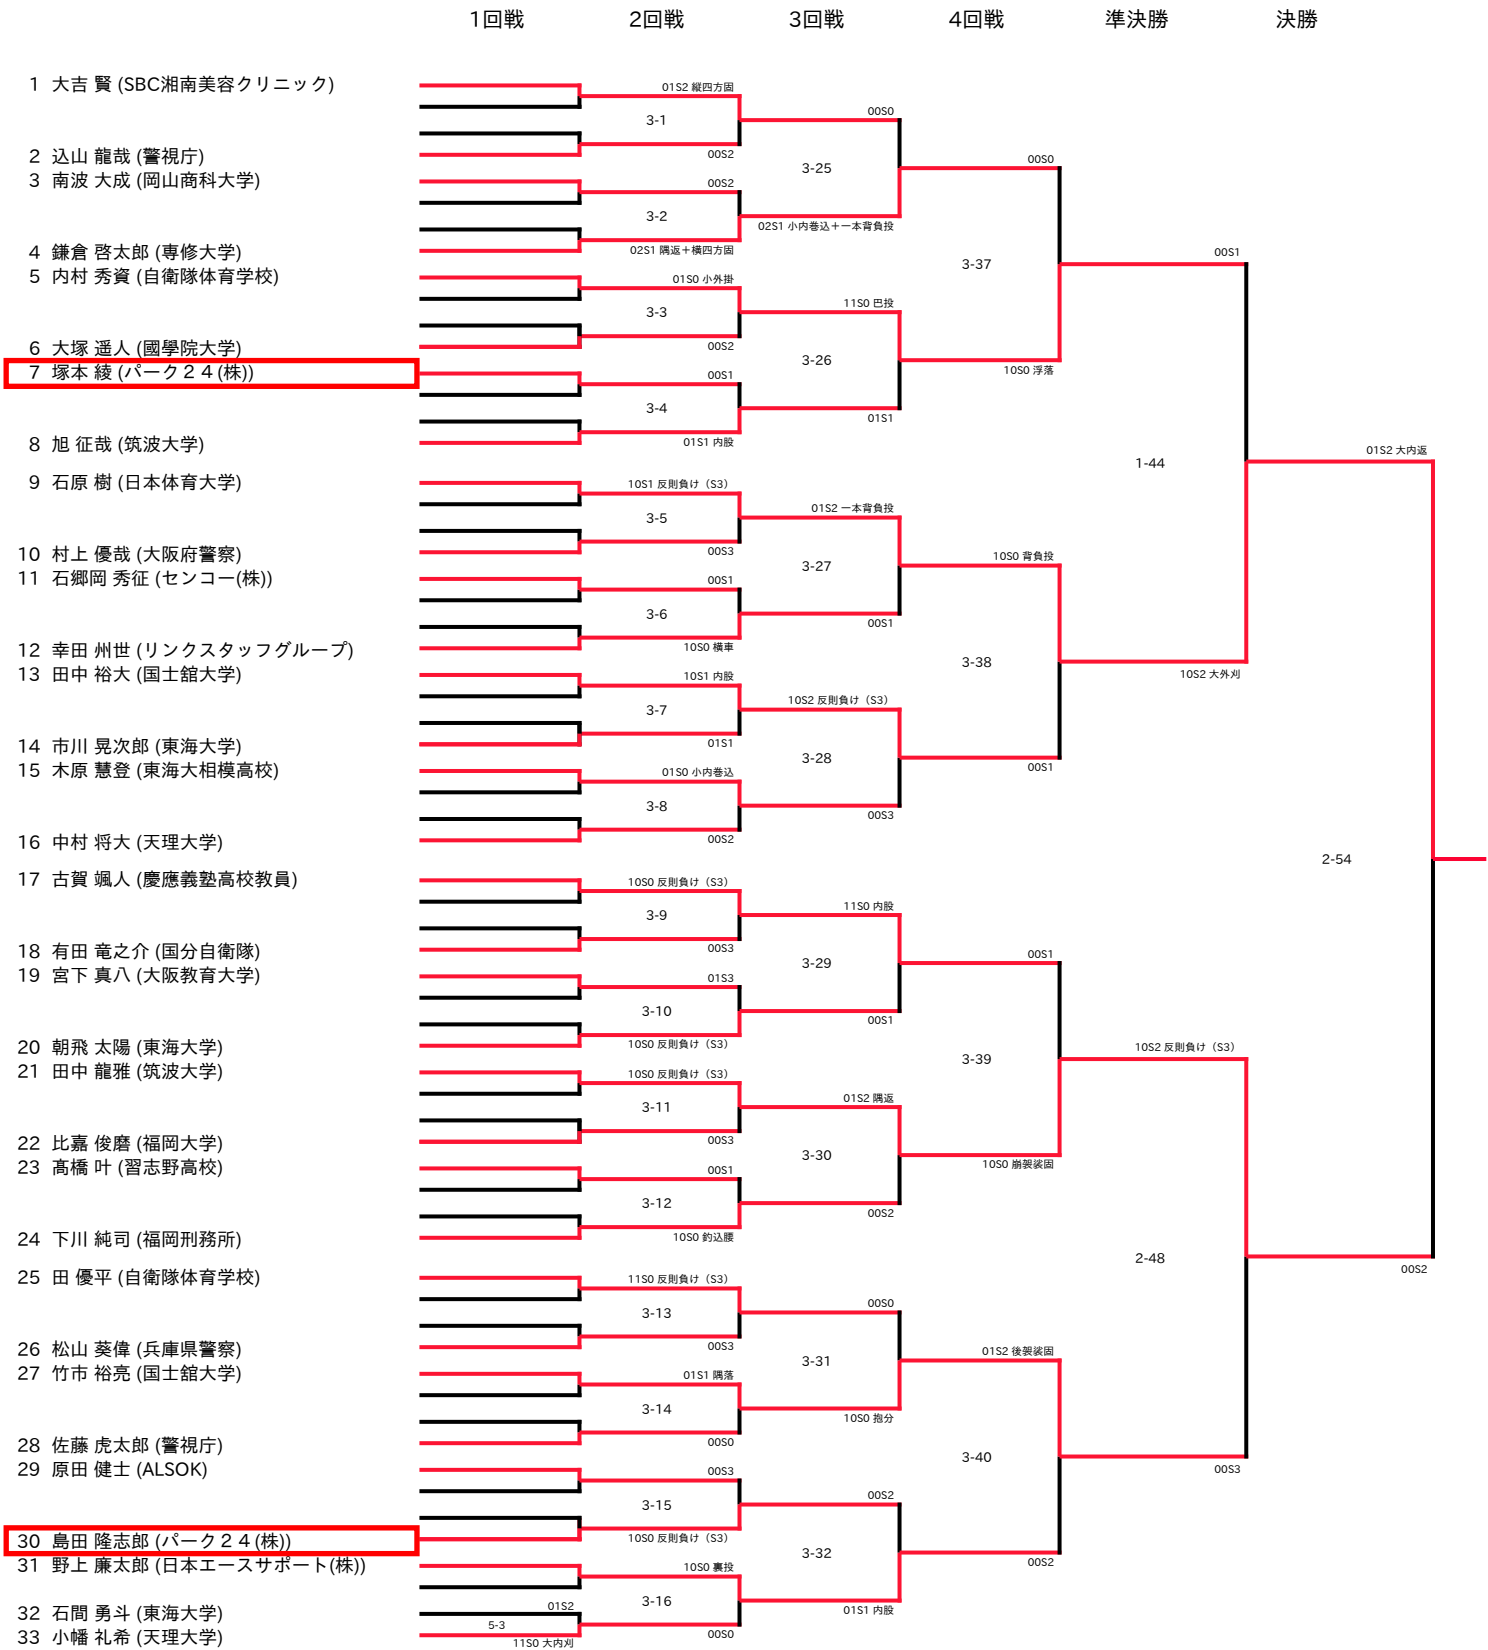 1回戦 2回戦 3回戦 4回戦 準決勝 決勝
1 大吉 賢 (SBC湘南美容クリニック)
01S2 縦四方固
3-1
00S0
2 込山 龍哉 (警視庁)
00S2
3-25
00S0
3 南波 大成 (岡山商科大学)
00S2
3-2
02S1 小内巻込＋一本背負投
4 鎌倉 啓太郎 (専修大学)
02S1 隅返＋横四方固
3-37
00S1
5 内村 秀資 (自衛隊体育学校)
01S0 小外掛
3-3
11S0 巴投
6 大塚 遥人 (國學院大学)
00S2
3-26
10S0 浮落
7 塚本 綾 (パーク２４(株))
00S1
3-4
01S1
8 旭 征哉 (筑波大学)
01S1 内股
1-44
01S2 大内返
9 石原 樹 (日本体育大学)
10S1 反則負け（S3）
3-5
01S2 一本背負投
10 村上 優哉 (大阪府警察)
00S3
3-27
10S0 背負投
11 石郷岡 秀征 (センコー(株))
00S1
3-6
00S1
12 幸田 州世 (リンクスタッフグループ)
10S0 横車
3-38
10S2 大外刈
13 田中 裕大 (国士舘大学)
10S1 内股
3-7
10S2 反則負け（S3）
14 市川 晃次郎 (東海大学)
01S1
3-28
00S1
15 木原 慧登 (東海大相模高校)
01S0 小内巻込
3-8
00S3
16 中村 将大 (天理大学)
00S2
2-54
17 古賀 颯人 (慶應義塾高校教員)
10S0 反則負け（S3）
3-9
11S0 内股
18 有田 竜之介 (国分自衛隊)
00S3
3-29
00S1
19 宮下 真八 (大阪教育大学)
01S3
3-10
00S1
20 朝飛 太陽 (東海大学)
10S0 反則負け（S3）
3-39
10S2 反則負け（S3）
21 田中 龍雅 (筑波大学)
10S0 反則負け（S3）
3-11
01S2 隅返
22 比嘉 俊磨 (福岡大学)
00S3
3-30
10S0 崩袈裟固
23 髙橋 叶 (習志野高校)
00S1
3-12
00S2
24 下川 純司 (福岡刑務所)
10S0 釣込腰
2-48
00S2
25 田 優平 (自衛隊体育学校)
11S0 反則負け（S3）
3-13
00S0
26 松山 葵偉 (兵庫県警察)
00S3
3-31
01S2 後袈裟固
27 竹市 裕亮 (国士舘大学)
01S1 隅落
3-14
10S0 抱分
28 佐藤 虎太郎 (警視庁)
00S0
3-40
00S3
29 原田 健士 (ALSOK)
00S3
3-15
00S2
30 島田 隆志郎 (パーク２４(株))
10S0 反則負け（S3）
3-32
00S2
31 野上 廉太郎 (日本エースサポート(株))
10S0 裏投
3-16
01S1 内股
32 石間 勇斗 (東海大学)
01S2
5-3
00S0
33 小幡 礼希 (天理大学)
11S0 大内刈